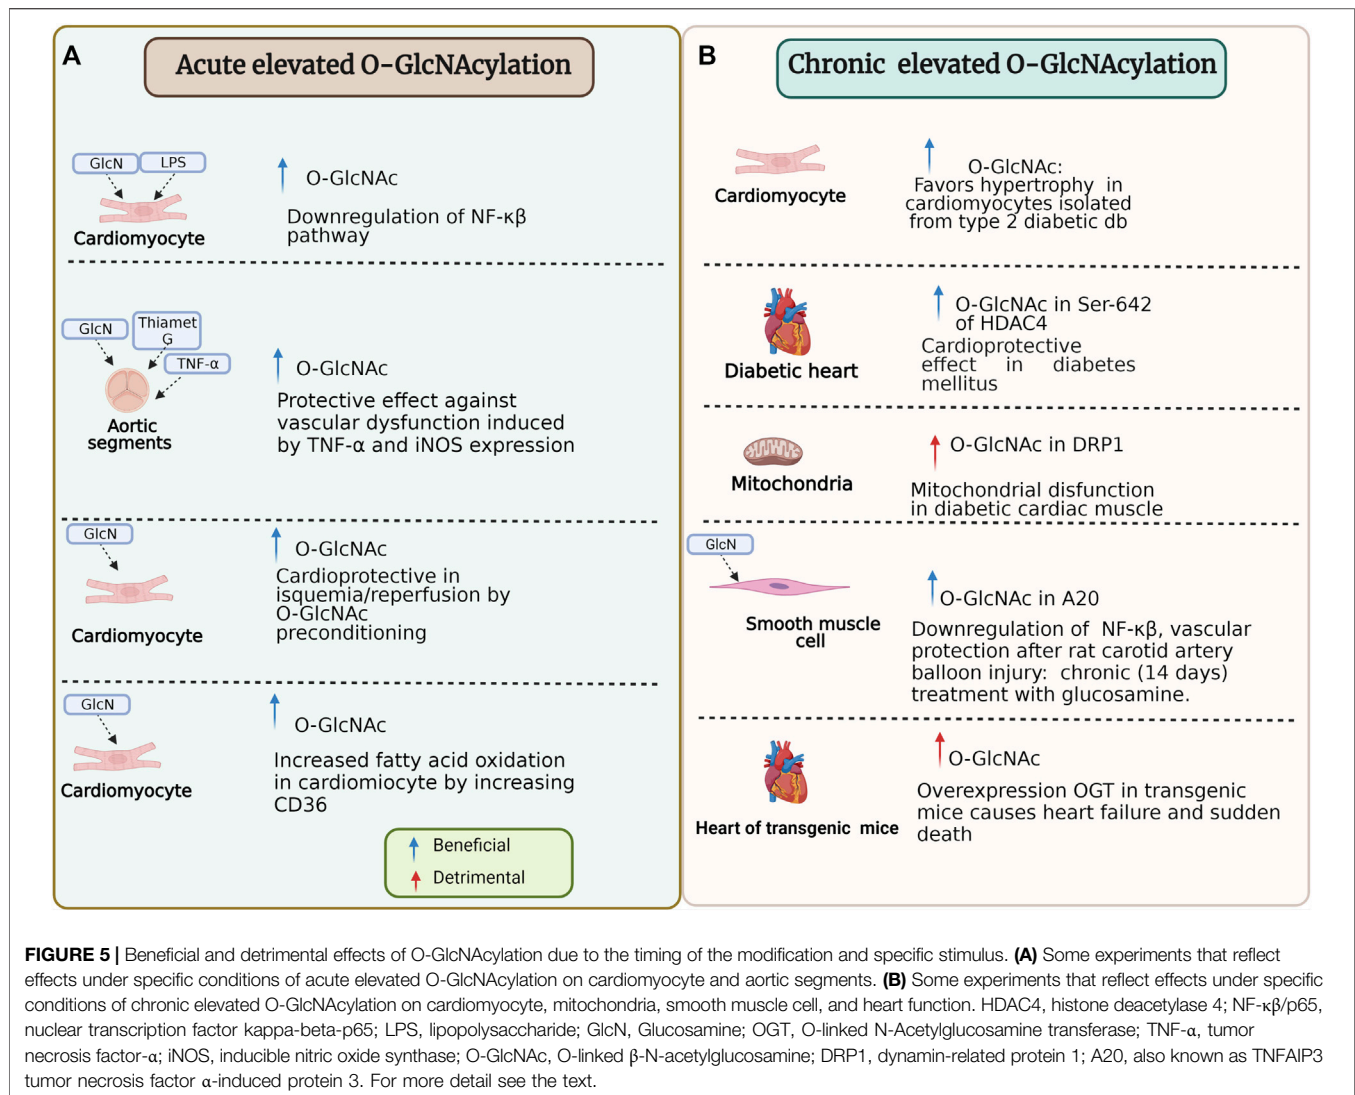 A
Acute elevated O-GlcNAcylation
GlcN
LPS
Cardiomyocyte
O-GlcNAc
Downregulation of NF-κβ
pathway
GlcN
Thiamet
G
TNF-α
Aortic
segments
O-GlcNAc
Protective effect against
vascular dysfunction induced
by TNF-α and iNOS expression
GlcN
Cardiomyocyte
O-GlcNAc
Cardioprotective in
isquemia/reperfusion by
O-GlcNAc
preconditioning
GlcN
Cardiomyocyte
O-GlcNAc
Increased fatty acid oxidation
in cardiomiocyte by increasing
CD36
Beneficial
Detrimental
B
Chronic elevated O-GlcNAcylation
Cardiomyocyte
O-GlcNAc:
Favors hypertrophy in
cardiomyocytes isolated
from type 2 diabetic db
Diabetic heart
O-GlcNAc in Ser-642
of HDAC4
Cardioprotective
effect in diabetes
mellitus
Mitochondria
O-GlcNAc in DRP1
Mitochondrial disfunction
in diabetic cardiac muscle
GlcN
Smooth muscle
cell
O-GlcNAc in A20
Downregulation of NF-κβ, vascular
protection after rat carotid artery
balloon injury: chronic (14 days)
treatment with glucosamine.
Heart of transgenic mice
O-GlcNAc
Overexpression OGT in transgenic
mice causes heart failure and sudden
death
FIGURE 5 | Beneficial and detrimental effects of O-GlcNAcylation due to the timing of the modification and specific stimulus. (A) Some experiments that reflect
effects under specific conditions of acute elevated O-GlcNAcylation on cardiomyocyte and aortic segments. (B) Some experiments that reflect effects under specific
conditions of chronic elevated O-GlcNAcylation on cardiomyocyte, mitochondria, smooth muscle cell, and heart function. HDAC4, histone deacetylase 4; NF-κβ/p65,
nuclear transcription factor kappa-beta-p65; LPS, lipopolysaccharide; GlcN, Glucosamine; OGT, O-linked N-Acetylglucosamine transferase; TNF-α, tumor
necrosis factor-α; iNOS, inducible nitric oxide synthase; O-GlcNAc, O-linked β-N-acetylglucosamine; DRP1, dynamin-related protein 1; A20, also known as TNFAIP3
tumor necrosis factor α-induced protein 3. For more detail see the text.